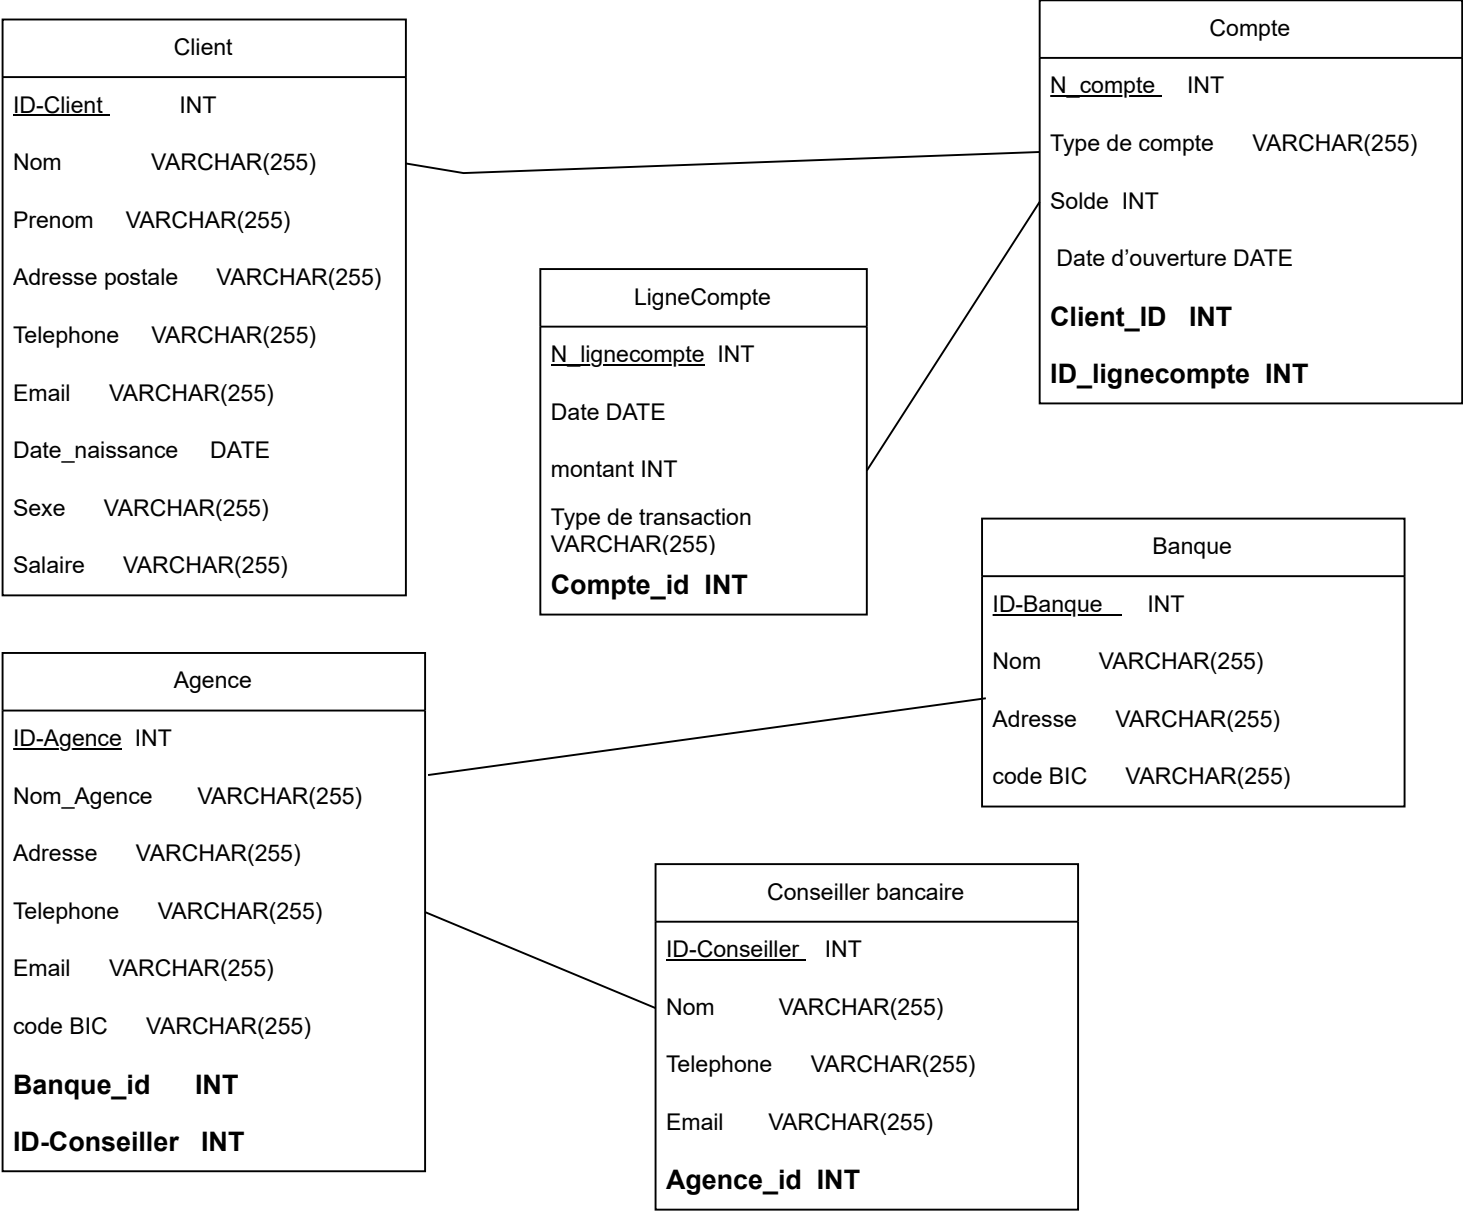 Client
ID-Client INT
Nom VARCHAR(255)
Prenom VARCHAR(255)
Adresse postale VARCHAR(255)
Telephone VARCHAR(255)
Email VARCHAR(255)
Date_naissance DATE
Sexe VARCHAR(255)
Salaire VARCHAR(255)
Compte
N_compte INT
Type de compte VARCHAR(255)
Solde INT
Date d’ouverture DATE
Client_ID INT
ID_lignecompte INT
LigneCompte
N_lignecompte INT
Date DATE
montant INT
Type de transaction
VARCHAR(255)
Compte_id INT
Banque
ID-Banque INT
Nom VARCHAR(255)
Adresse VARCHAR(255)
code BIC VARCHAR(255)
Agence
ID-Agence INT
Nom_Agence VARCHAR(255)
Adresse VARCHAR(255)
Telephone VARCHAR(255)
Email VARCHAR(255)
code BIC VARCHAR(255)
Banque_id INT
ID-Conseiller INT
Conseiller bancaire
ID-Conseiller INT
Nom VARCHAR(255)
Telephone VARCHAR(255)
Email VARCHAR(255)
Agence_id INT